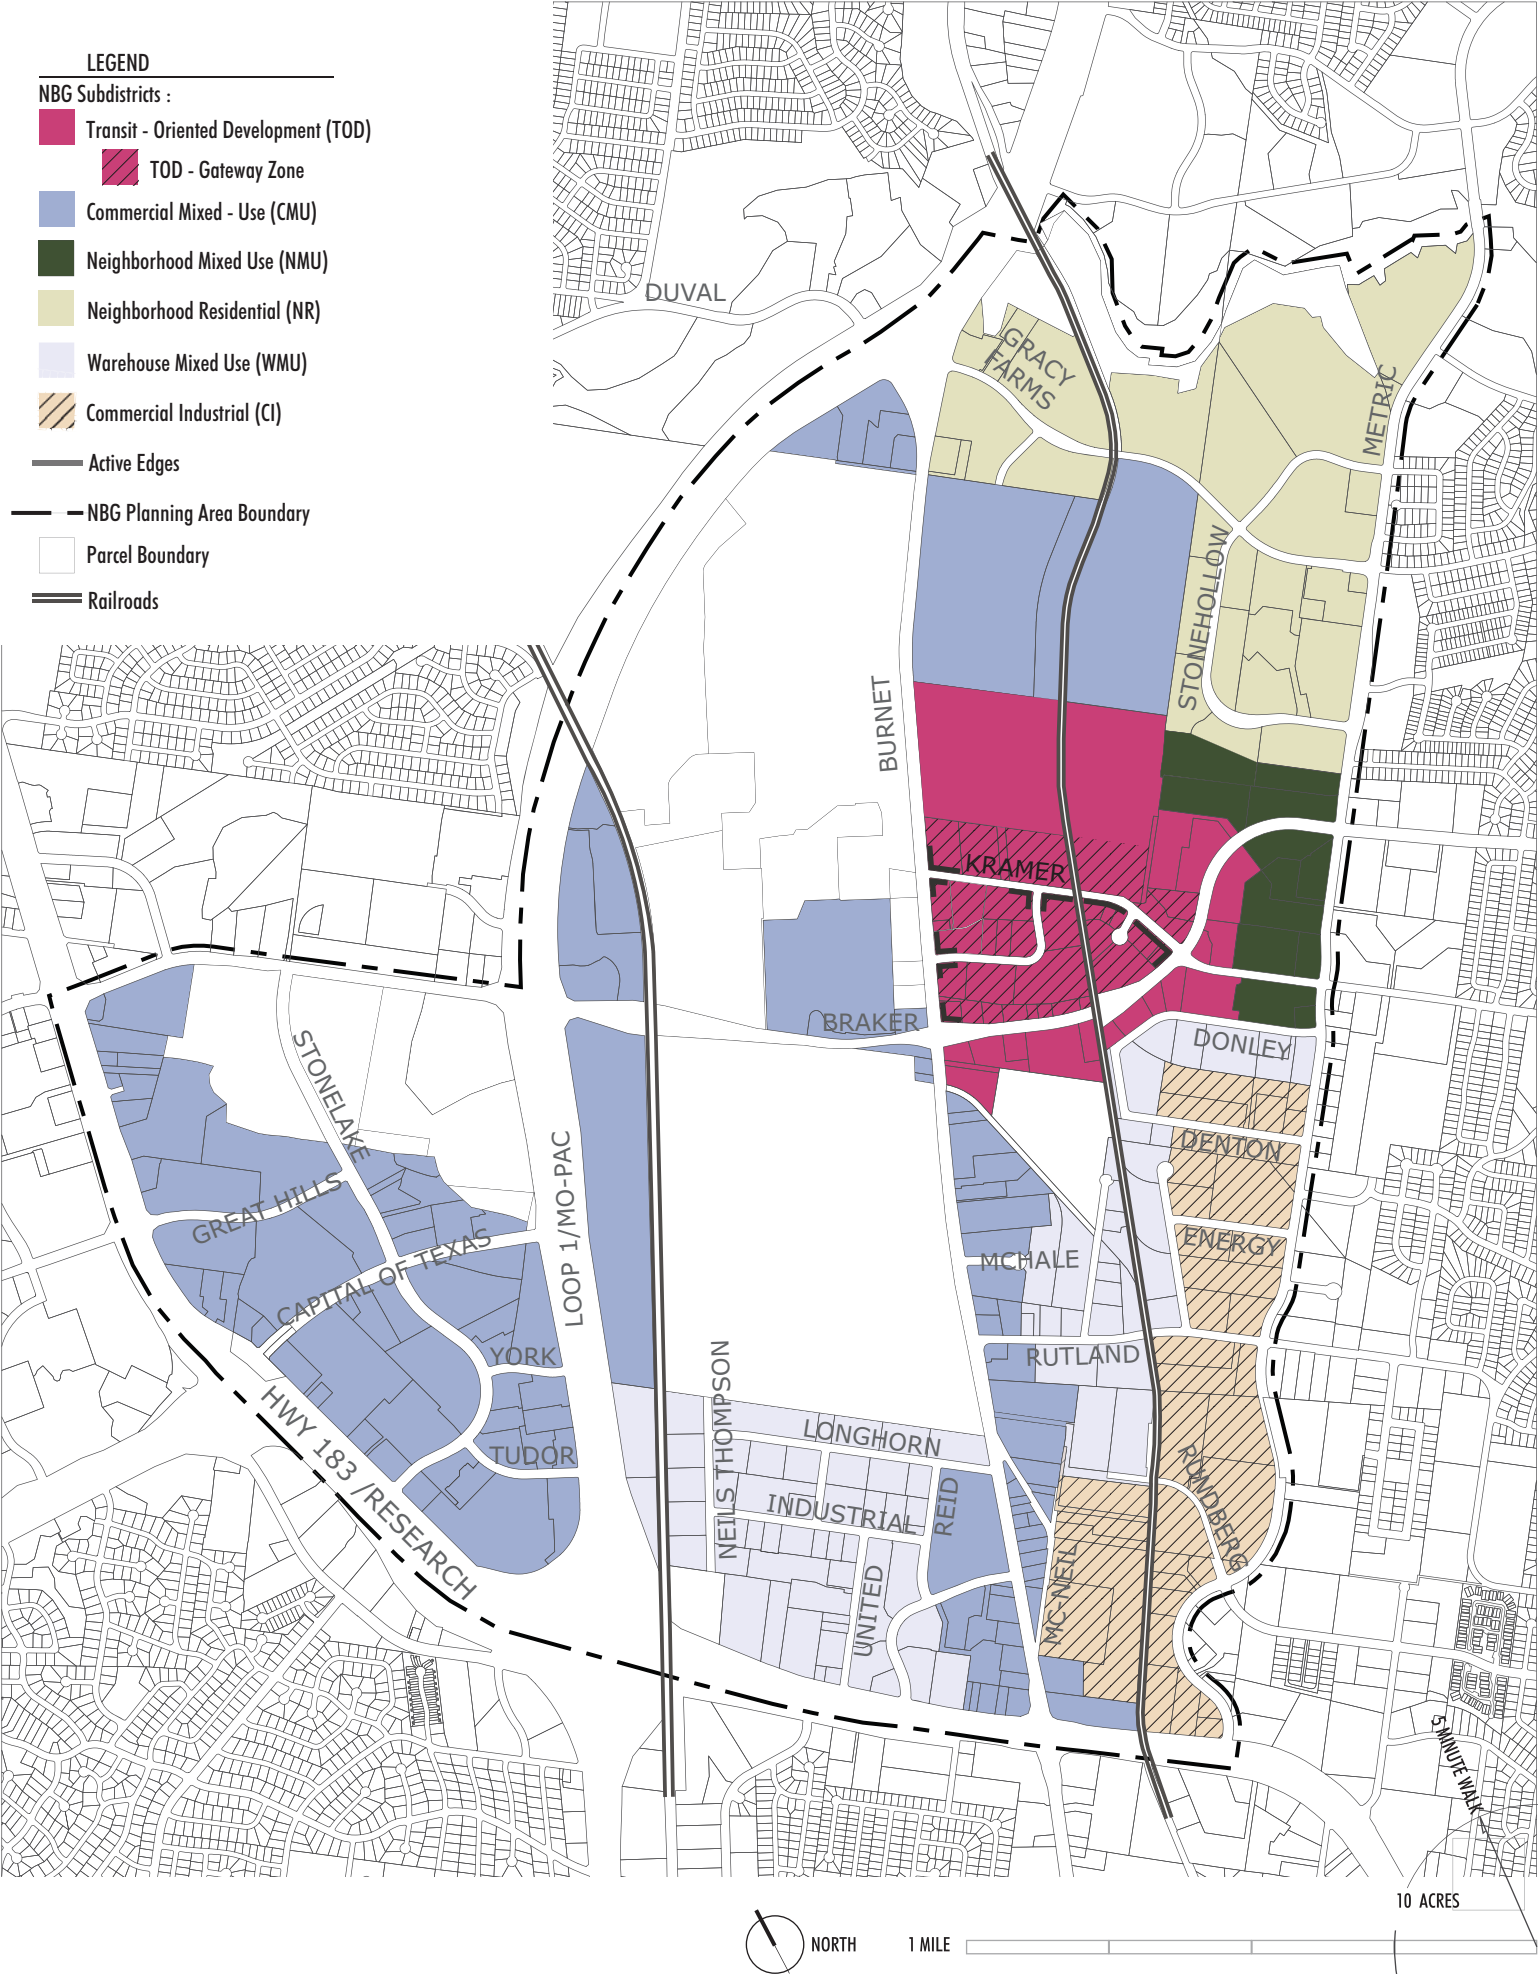 LEGEND
NBG Subdistricts :
Transit - Oriented Development (TOD)
TOD - Gateway Zone
Commercial Mixed - Use (CMU)
Neighborhood Mixed Use (NMU)
Neighborhood Residential (NR)
Warehouse Mixed Use (WMU)
Commercial Industrial (CI)
Active Edges
NBG Planning Area Boundary
Parcel Boundary
Railroads
DUVAL
GRACY
FARMS
METRIC
STONEHOLLOW
BURNET
KRAMER
BRAKER
DONLEY
STONELAKE
DENTON
GREAT HILLS
CAPITAL OF TEXAS
LOOP 1/MO-PAC
ENERGY
MCHALE
YORK
RUTLAND
HWY 183 /RESEARCH
TUDOR
NEILS THOMPSON
LONGHORN
INDUSTRIAL
REID
RUNDBERG
UNITED
MC-NEIL
5 MINUTE WALK
10 ACRES
NORTH
1 MILE